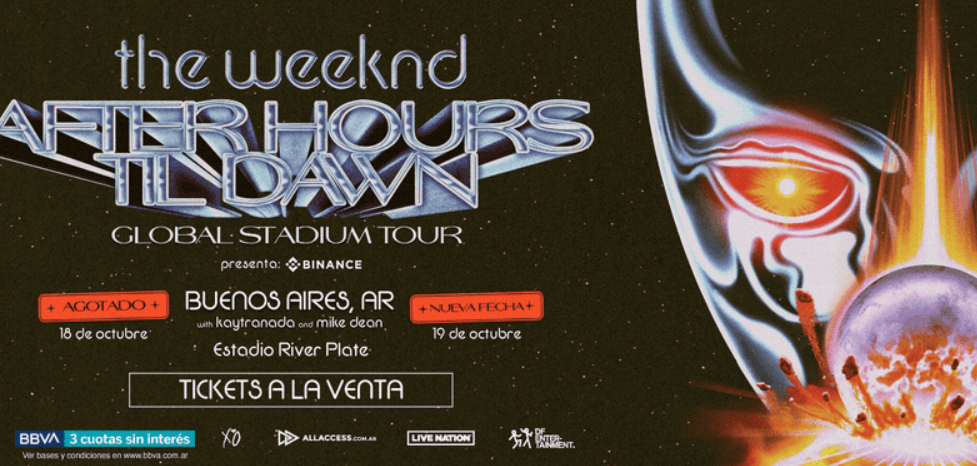 the weeknd
AFTER HOURS
TIL DAWN
GLOBAL STADIUM TOUR
presenta: BINANCE
+ AGOTADO +
18 de octubre
BUENOS AIRES, AR
with kaytranada and mike dean
Estadio River Plate
+ NUEVA FECHA +
19 de octubre
TICKETS A LA VENTA
BBVA 3 cuotas sin interés
Ver bases y condiciones en www.bbva.com.ar
XO
ALLACCESS.COM.AR
LIVE NATION
DF
ENTER-
TAINMENT.